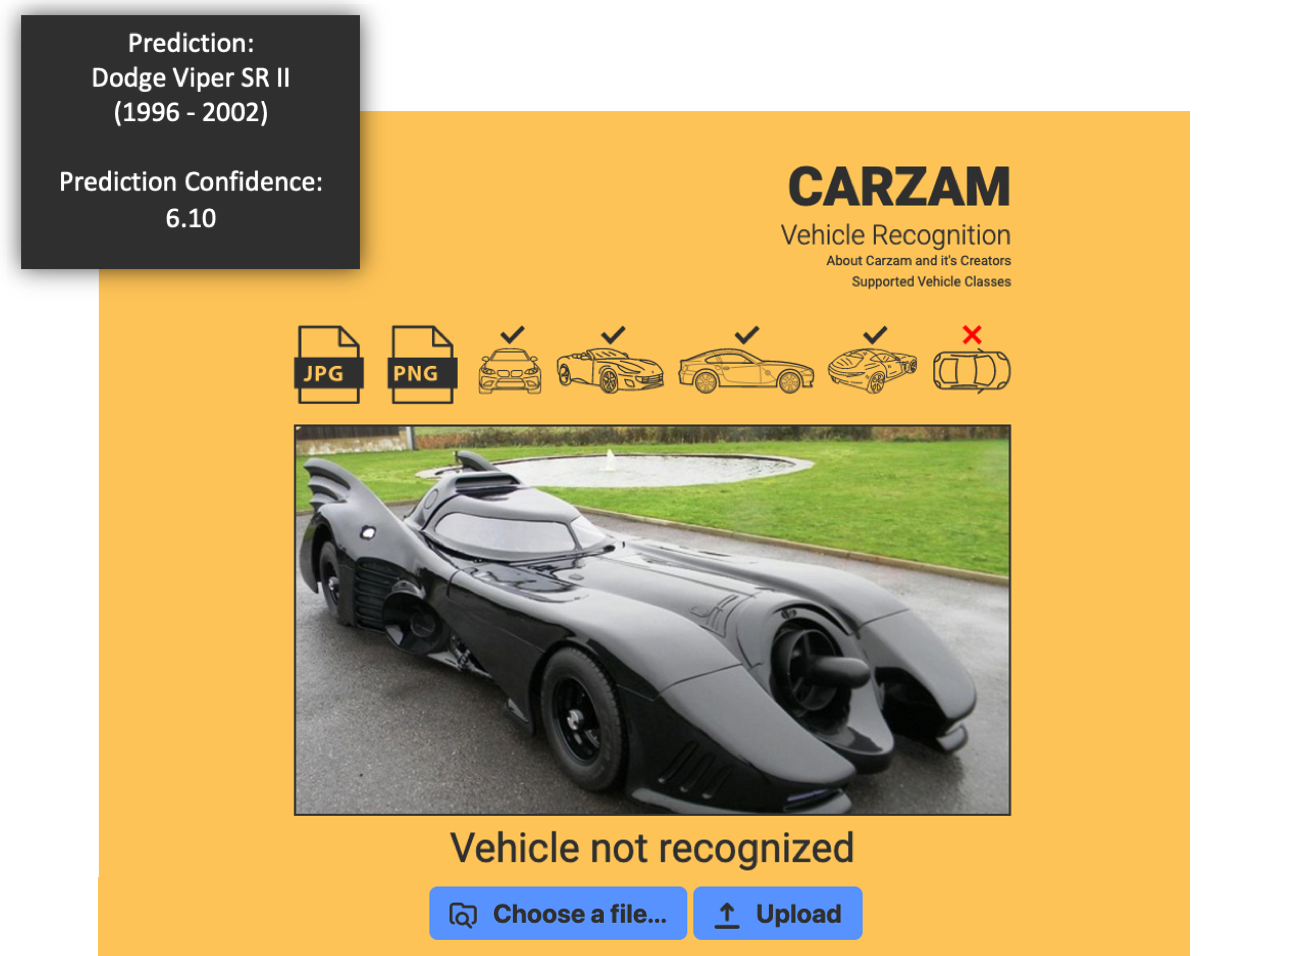 Prediction:
Dodge Viper SR II
(1996 - 2002)
Prediction Confidence:
6.10
CARZAM
Vehicle Recognition
About Carzam and it's Creators
Supported Vehicle Classes
JPG
PNG
Vehicle not recognized
Choose a file...
Upload